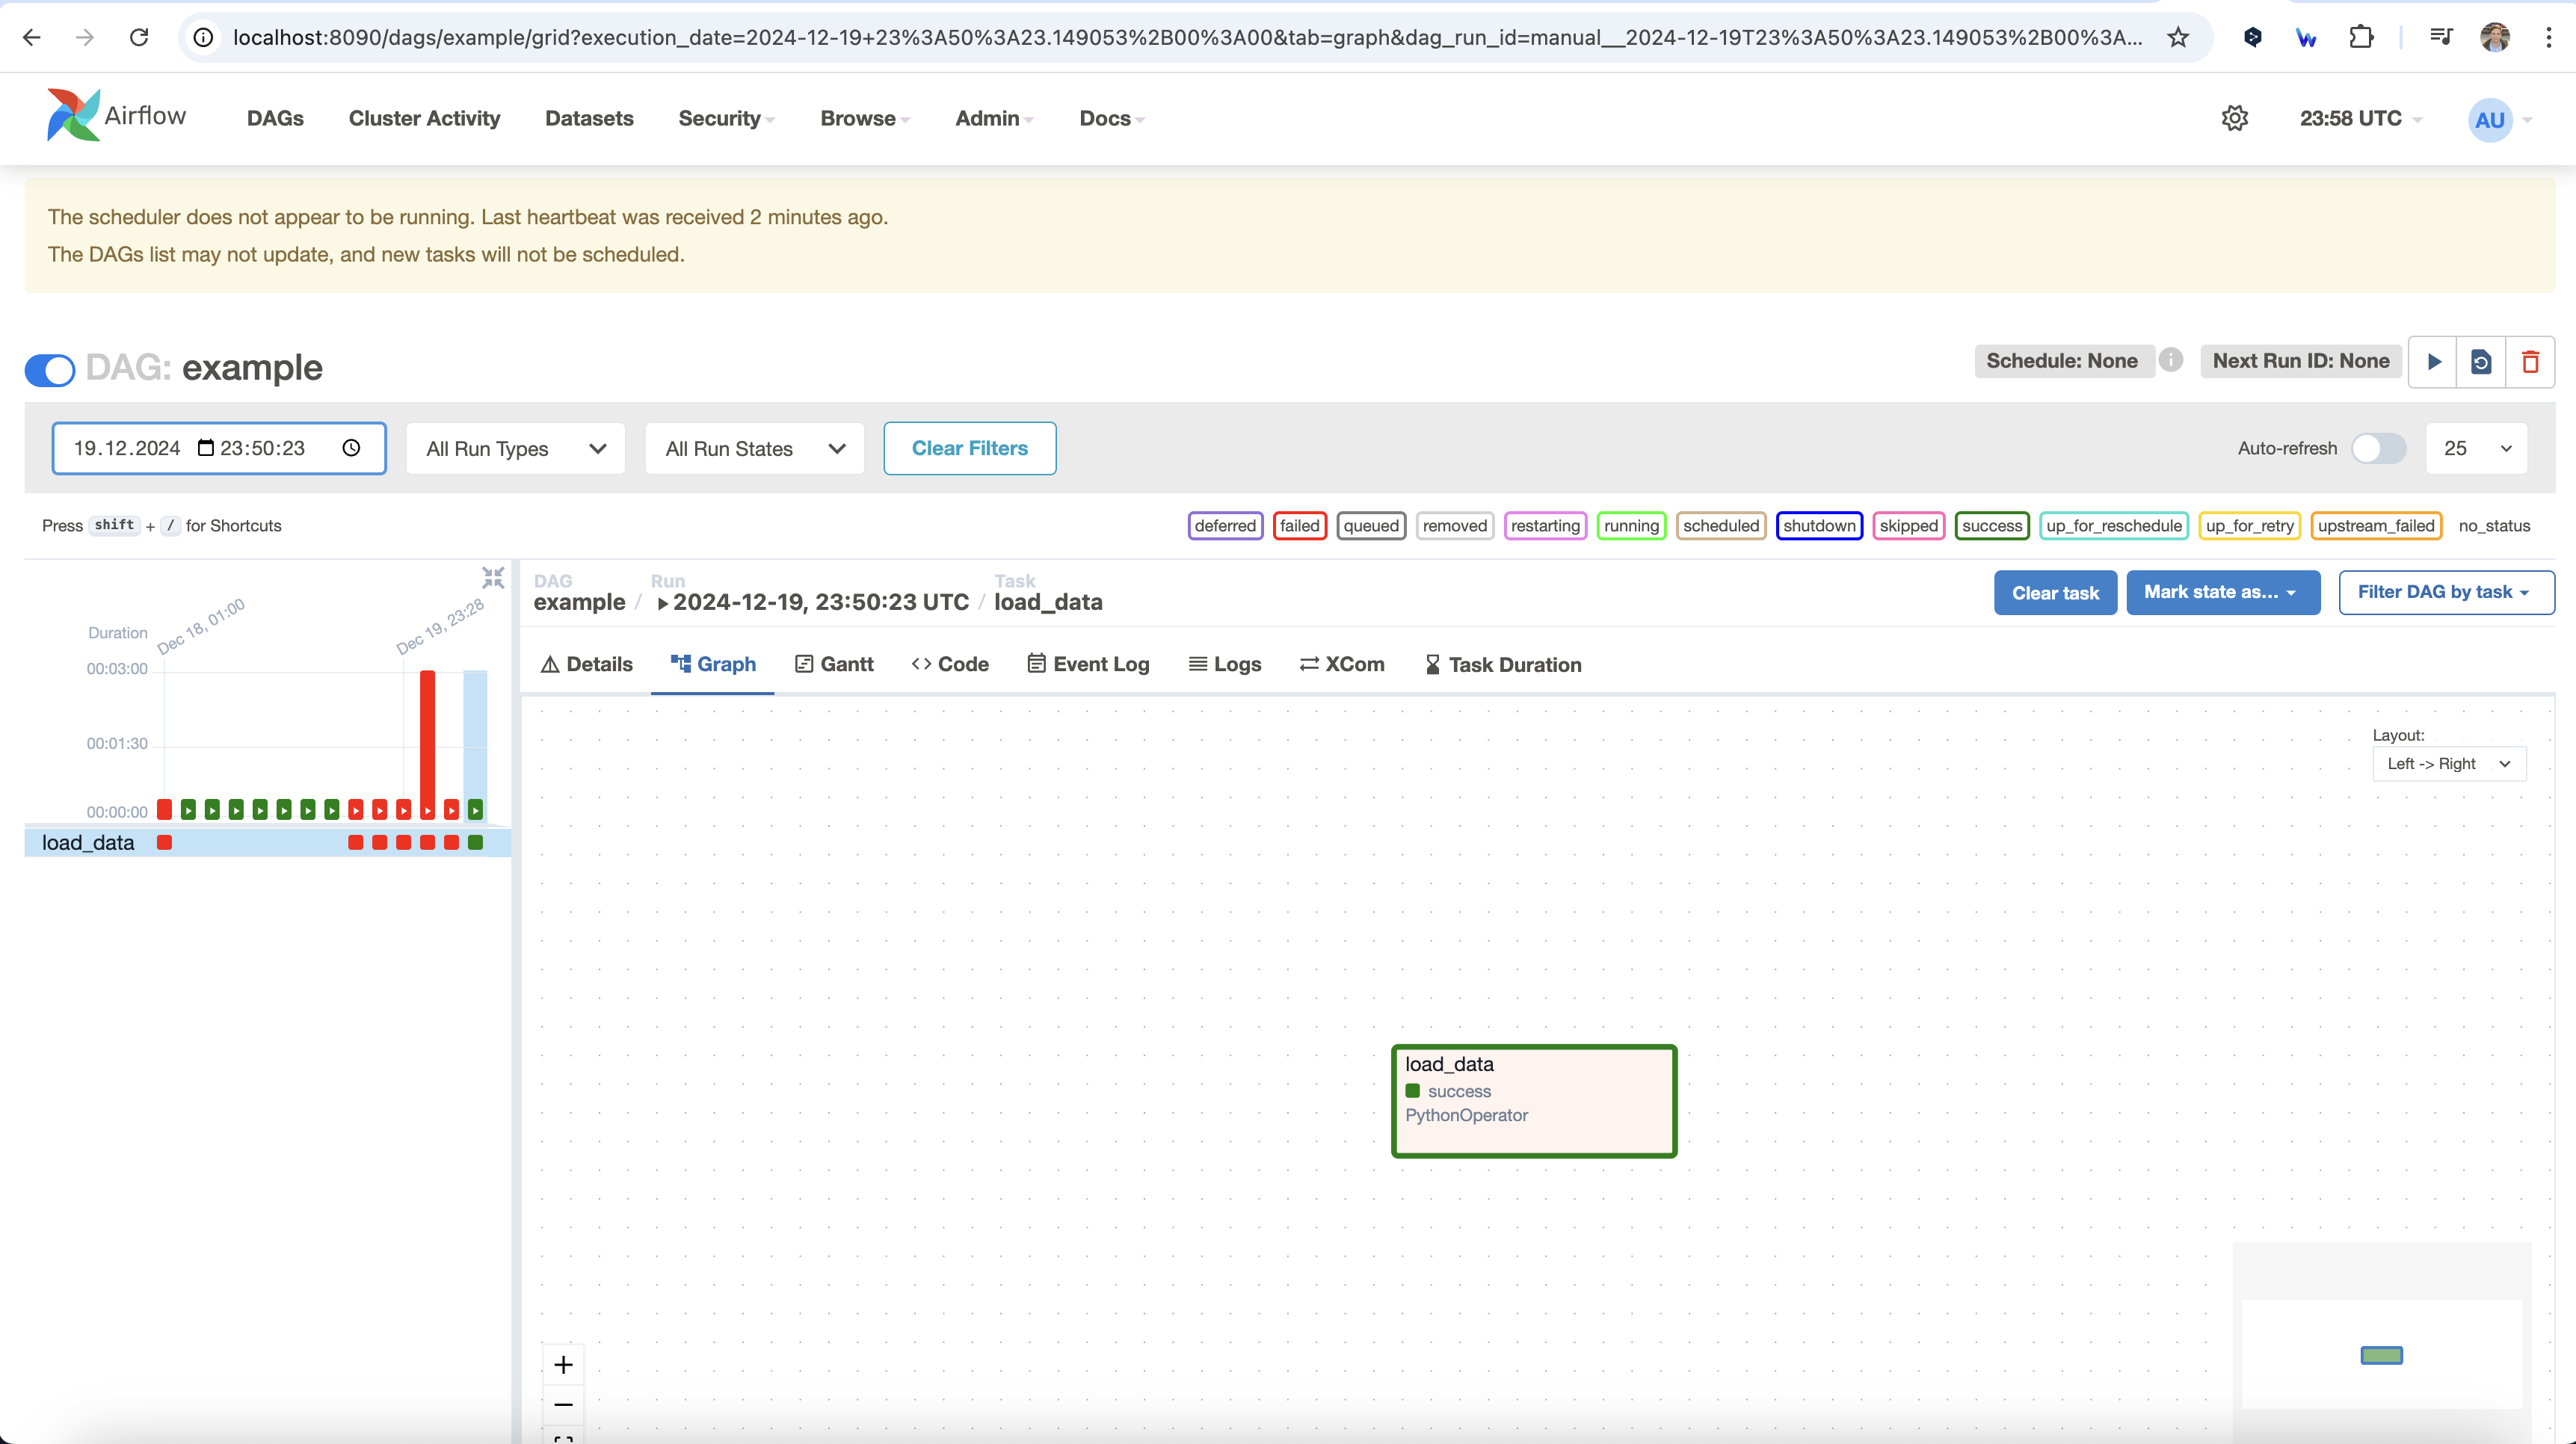 localhost:8090/dags/example/grid?execution_date=2024-12-19+23%3A50%3A23.149053%2B00%3A00&tab=graph&dag_run_id=manual__2024-12-19T23%3A50%3A23.149053%2B00%3A...
Airflow DAGs Cluster Activity Datasets Security Browse Admin Docs 23:58 UTC AU
The scheduler does not appear to be running. Last heartbeat was received 2 minutes ago.
The DAGs list may not update, and new tasks will not be scheduled.
DAG: example Schedule: None Next Run ID: None
19.12.2024 23:50:23 All Run Types All Run States Clear Filters Auto-refresh 25
Press shift + / for Shortcuts deferred failed queued removed restarting running scheduled shutdown skipped success up_for_reschedule up_for_retry upstream_failed no_status
DAG Run Task
example / 2024-12-19, 23:50:23 UTC / load_data Clear task Mark state as... Filter DAG by task
Details Graph Gantt Code Event Log Logs XCom Task Duration
Duration Dec 18, 01:00 Dec 19, 23:28
00:03:00
00:01:30
00:00:00
load_data
Layout:
Left -> Right
load_data
success
PythonOperator